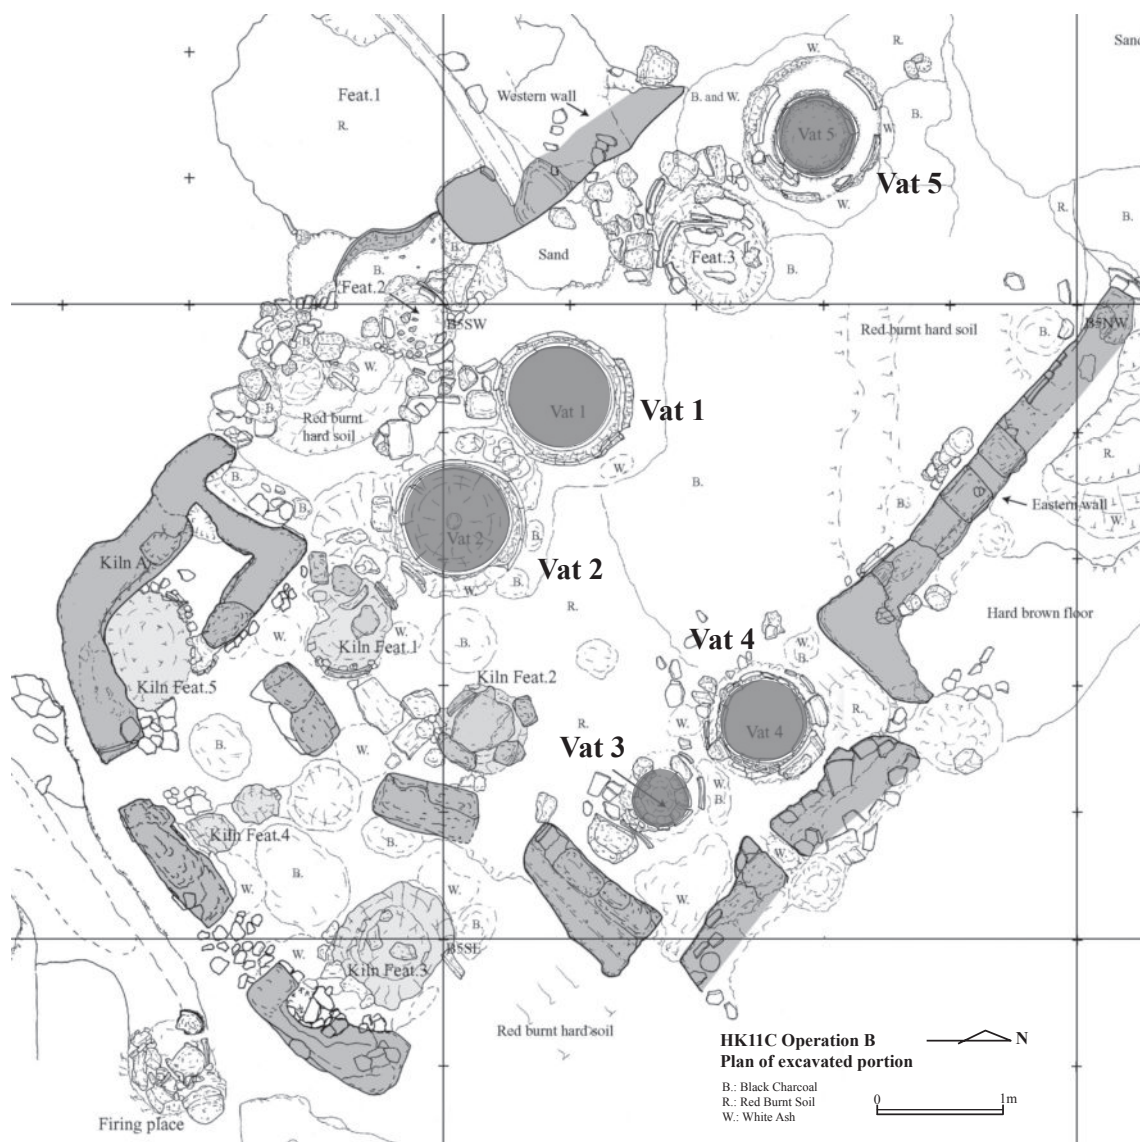 W.
R.
Sand
Feat.1
Western wall
B. and W.
B.
R.
Vat 5
W.
Vat 5
W.
R.
B.
B.
Sand
Feat.3
B.
B.
Feat.2
B5SW
Red burnt hard soil
B.
B5NW
B.
W.
Vat 1
Vat 1
B.
Red burnt
hard soil
R.
W.
B.
B.
B.
B.
Eastern wall
W.
Vat 2
B.
Kiln A
Vat 2
W.
B.
R.
Hard brown floor
W.
W.
B.
Kiln Feat.1
Vat 4
W.
B.
Kiln Feat.5
Kiln Feat.2
R.
R.
W.
Vat 4
B.
W.
Vat 3
W.
B.
Kiln Feat.4
B.
W.
W.
B.
W.
W.
B.
B5SE
W.
Kiln Feat.3
Red burnt hard soil
HK11C Operation B
N
Plan of excavated portion
B.: Black Charcoal
R.: Red Burnt Soil
W.: White Ash
0 1m
Firing place